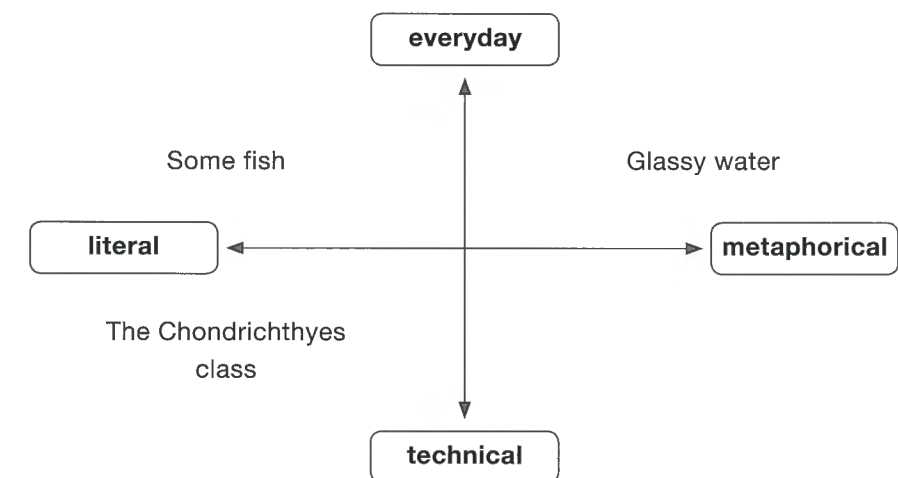 everyday
Some fish
Glassy water
literal
metaphorical
The Chondrichthyes
class
technical